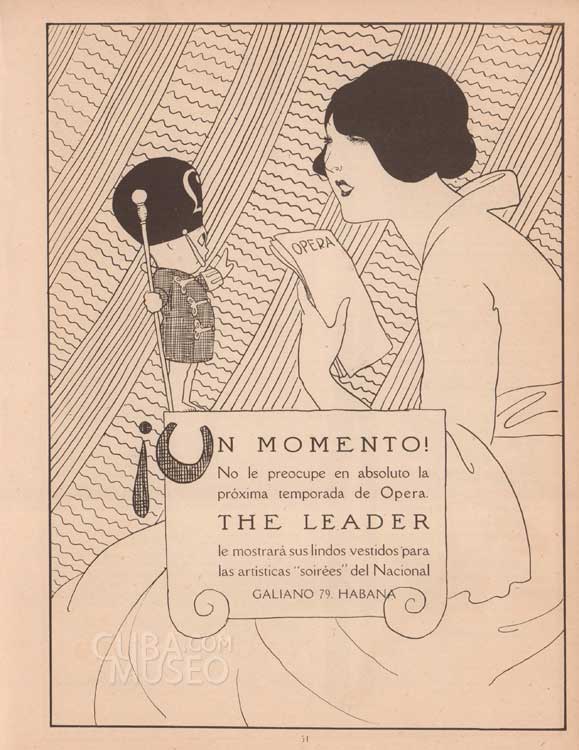 OPERA
¡UN MOMENTO!
No le preocupe en absoluto la
próxima temporada de Opera.
THE LEADER
le mostrará sus lindos vestidos para
las artisticas "soirées" del Nacional
GALIANO 79. HABANA
CUBA.COM
MUSEO
51